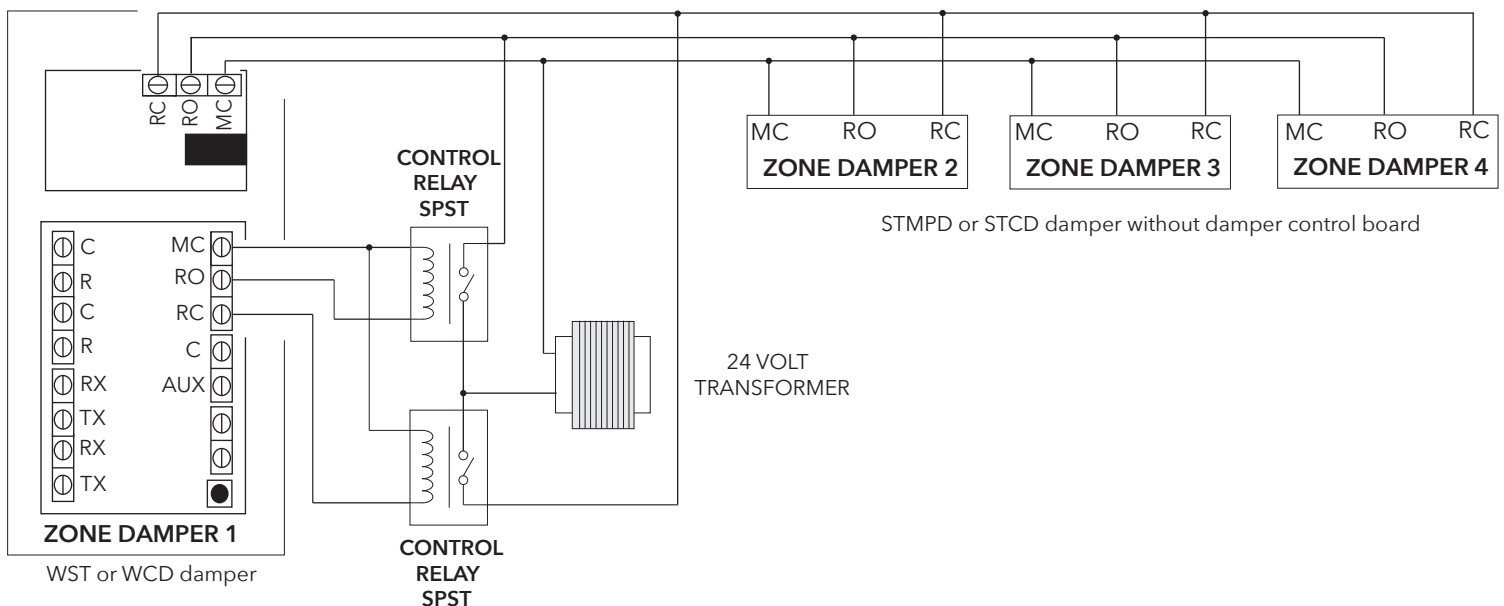 RC RO MC
CONTROL
RELAY
SPST
MC RO RC
ZONE DAMPER 2
MC RO RC
ZONE DAMPER 3
MC RO RC
ZONE DAMPER 4
STMPD or STCD damper without damper control board
C
R
C
R
RX
TX
RX
TX
MC
RO
RC
C
AUX
ZONE DAMPER 1
WST or WCD damper
24 VOLT
TRANSFORMER
CONTROL
RELAY
SPST